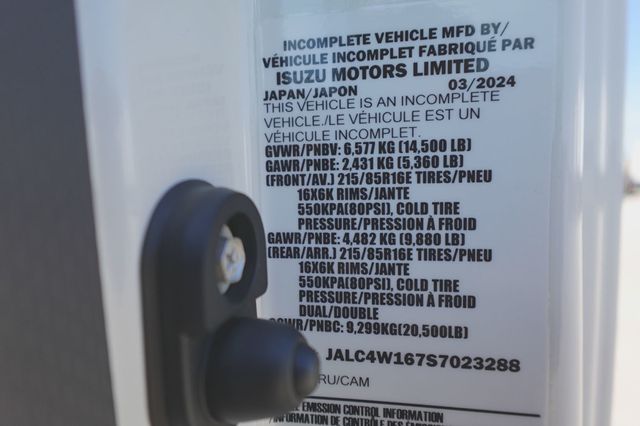 INCOMPLETE VEHICLE MFD BY/
VÉHICULE INCOMPLET FABRIQUÉ PAR
ISUZU MOTORS LIMITED
JAPAN/JAPON 03/2024
THIS VEHICLE IS AN INCOMPLETE
VEHICLE./LE VÉHICULE EST UN
VÉHICULE INCOMPLET.
GVWR/PNBV: 6,577 KG (14,500 LB)
GAWR/PNBE: 2,431 KG (5,360 LB)
(FRONT/AV.) 215/85R16E TIRES/PNEU
16X6K RIMS/JANTE
550KPA(80PSI), COLD TIRE
PRESSURE/PRESSION À FROID
GAWR/PNBE: 4,482 KG (9,880 LB)
(REAR/ARR.) 215/85R16E TIRES/PNEU
16X6K RIMS/JANTE
550KPA(80PSI), COLD TIRE
PRESSURE/PRESSION À FROID
DUAL/DOUBLE
GCWR/PNBC: 9,299KG(20,500LB)
JALC4W167S7023288
RU/CAM
EMISSION CONTROL INFORMATION
/INFORMATION DE CONTRÔLE DES ÉMISSION